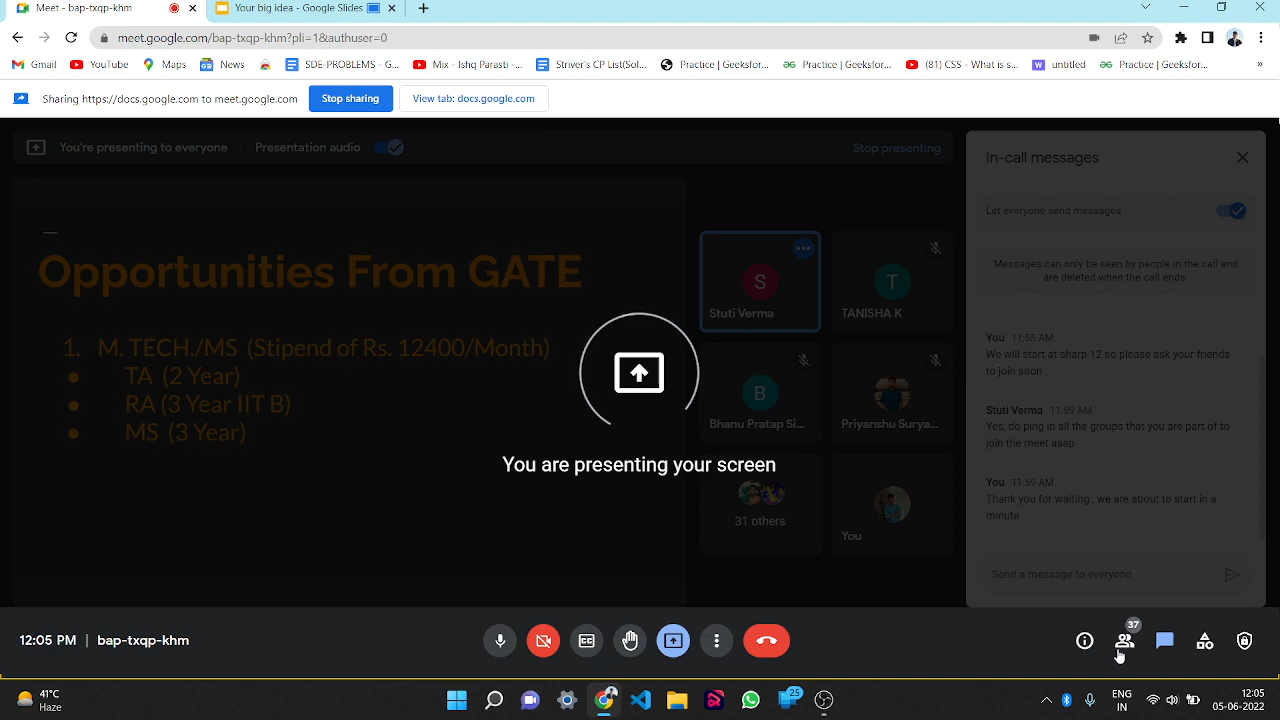 Meet - bap-txqp-khm
Your big idea - Google Slides
meet.google.com/bap-txqp-khm?pli=1&authuser=0
Gmail
YouTube
Maps
News
SDE-PROBLEMS - G...
Mix - Ishq Parasti -...
Striver's CP List(Sol...
Practice | Geeksfor...
Practice | Geeksfor...
(81) CSS - What is s...
untitled
Practice | Geeksfor...
»
Sharing https://docs.google.com to meet.google.com
Stop sharing
View tab: docs.google.com
You're presenting to everyone
Presentation audio
Stop presenting
Opportunities From GATE
1. M. TECH./MS (Stipend of Rs. 12400/Month)
● TA (2 Year)
● RA (3 Year IIT B)
● MS (3 Year)
You are presenting your screen
S
Stuti Verma
T
TANISHA K
B
Bhanu Pratap Si...
Priyanshu Surya...
31 others
You
In-call messages
Let everyone send messages
Messages can only be seen by people in the call and
are deleted when the call ends
You 11:55 AM
We will start at sharp 12 so please ask your friends
to join soon
Stuti Verma 11:59 AM
Yes, do ping in all the groups that you are part of to
join the meet asap
You 11:59 AM
Thank you for waiting , we are about to start in a
minute
Send a message to everyone
12:05 PM | bap-txqp-khm
37
41°C
Haze
25
ENG
IN
12:05
05-06-2022